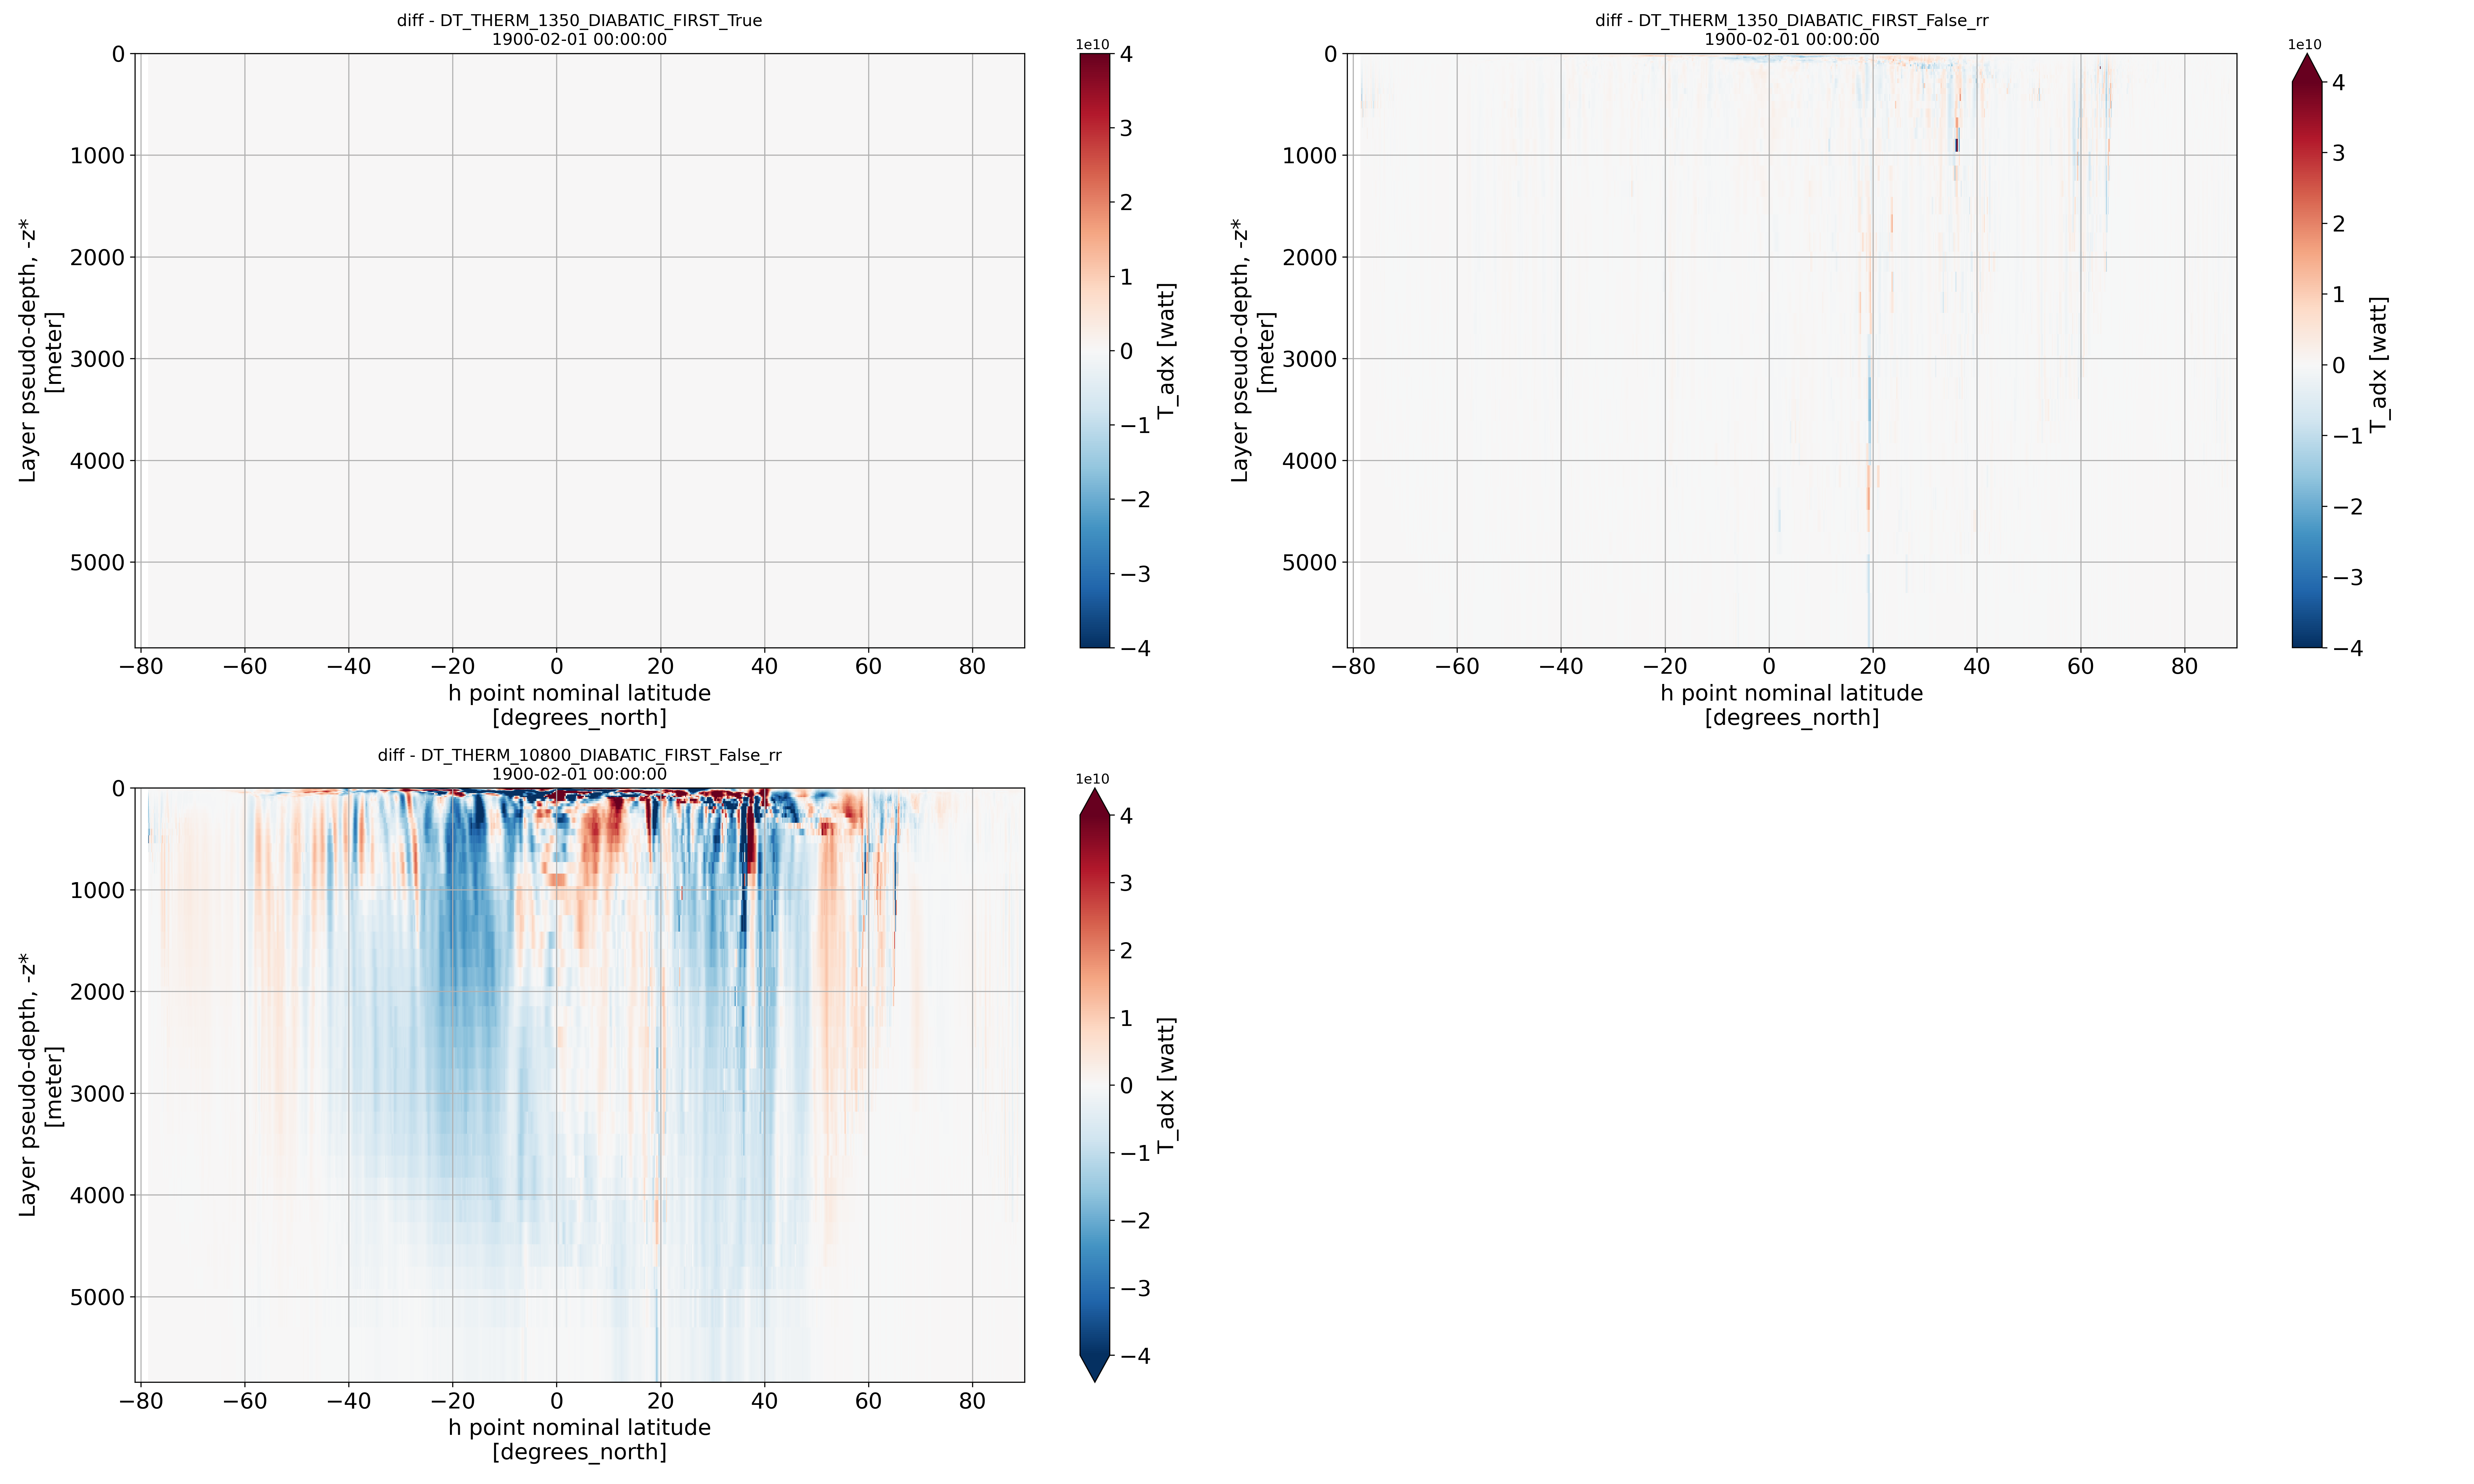 diff - DT_THERM_1350_DIABATIC_FIRST_True
1900-02-01 00:00:00
1e10
0
1000
2000
3000
4000
5000
Layer pseudo-depth, -z*
[meter]
−80 −60 −40 −20 0 20 40 60 80
h point nominal latitude
[degrees_north]
4
3
2
1
0
−1
−2
−3
−4
T_adx [watt]
diff - DT_THERM_1350_DIABATIC_FIRST_False_rr
1900-02-01 00:00:00
1e10
0
1000
2000
3000
4000
5000
Layer pseudo-depth, -z*
[meter]
−80 −60 −40 −20 0 20 40 60 80
h point nominal latitude
[degrees_north]
4
3
2
1
0
−1
−2
−3
−4
T_adx [watt]
diff - DT_THERM_10800_DIABATIC_FIRST_False_rr
1900-02-01 00:00:00
1e10
0
1000
2000
3000
4000
5000
Layer pseudo-depth, -z*
[meter]
−80 −60 −40 −20 0 20 40 60 80
h point nominal latitude
[degrees_north]
4
3
2
1
0
−1
−2
−3
−4
T_adx [watt]